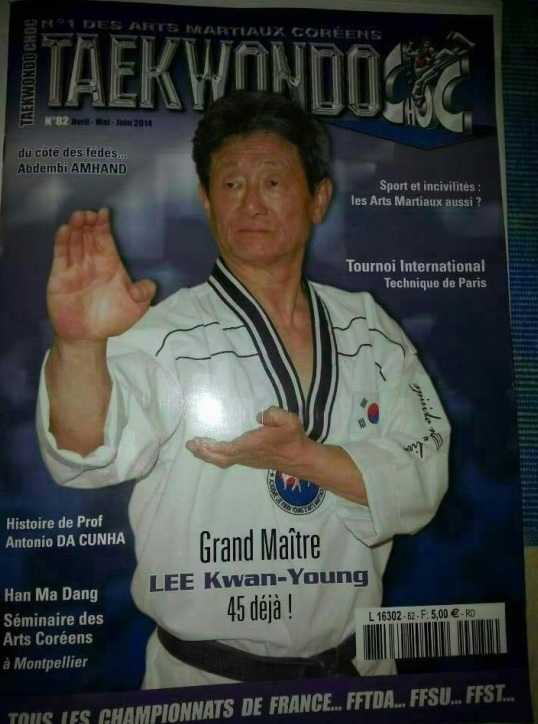 N°1 DES ARTS MARTIAUX CORÉENS
TAEKWONDO CHOC
TAEKWONDO CHOC
N°82 Avril - Mai - Juin 2014
du côté des fédés...
Abdembi AMHAND
Sport et incivilités :
les Arts Martiaux aussi ?
Tournoi International
Technique de Paris
Histoire de Prof
Antonio DA CUNHA
Grand Maître
LEE Kwan-Young
45 déjà !
Han Ma Dang
Séminaire des
Arts Coréens
à Montpellier
L 16302 - 82 - F: 5,00 € - RD
TOUS LES CHAMPIONNATS DE FRANCE... FFTDA... FFSU... FFST...